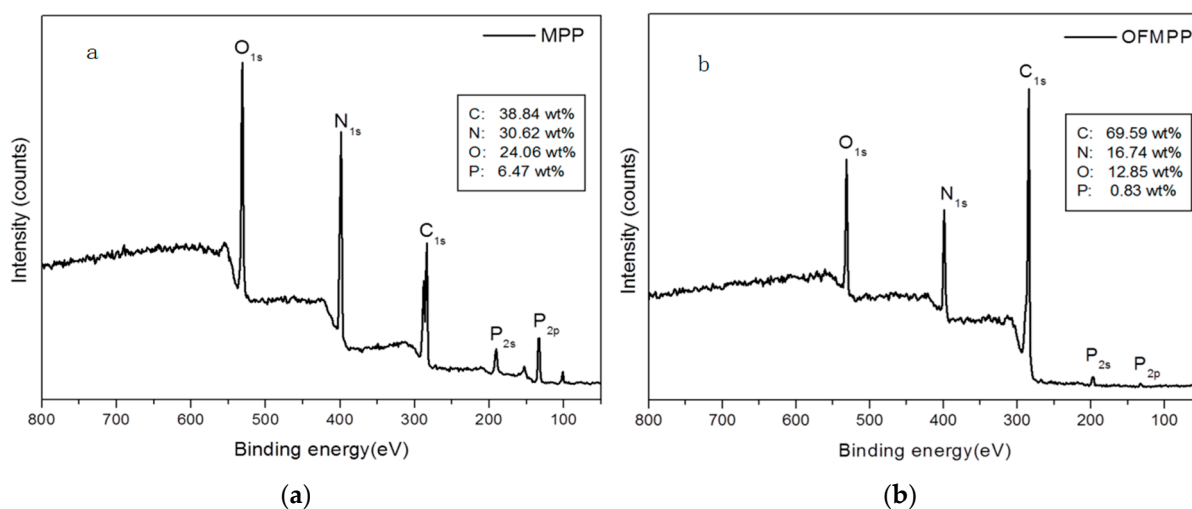 a
MPP
O1s
N1s
C1s
P2s
P2p
C: 38.84 wt%
N: 30.62 wt%
O: 24.06 wt%
P: 6.47 wt%
Intensity (counts)
800 700 600 500 400 300 200 100
Binding energy(eV)
(a)
b
OFMPP
O1s
N1s
C1s
P2s
P2p
C: 69.59 wt%
N: 16.74 wt%
O: 12.85 wt%
P: 0.83 wt%
Intensity (counts)
800 700 600 500 400 300 200 100
Binding energy(eV)
(b)